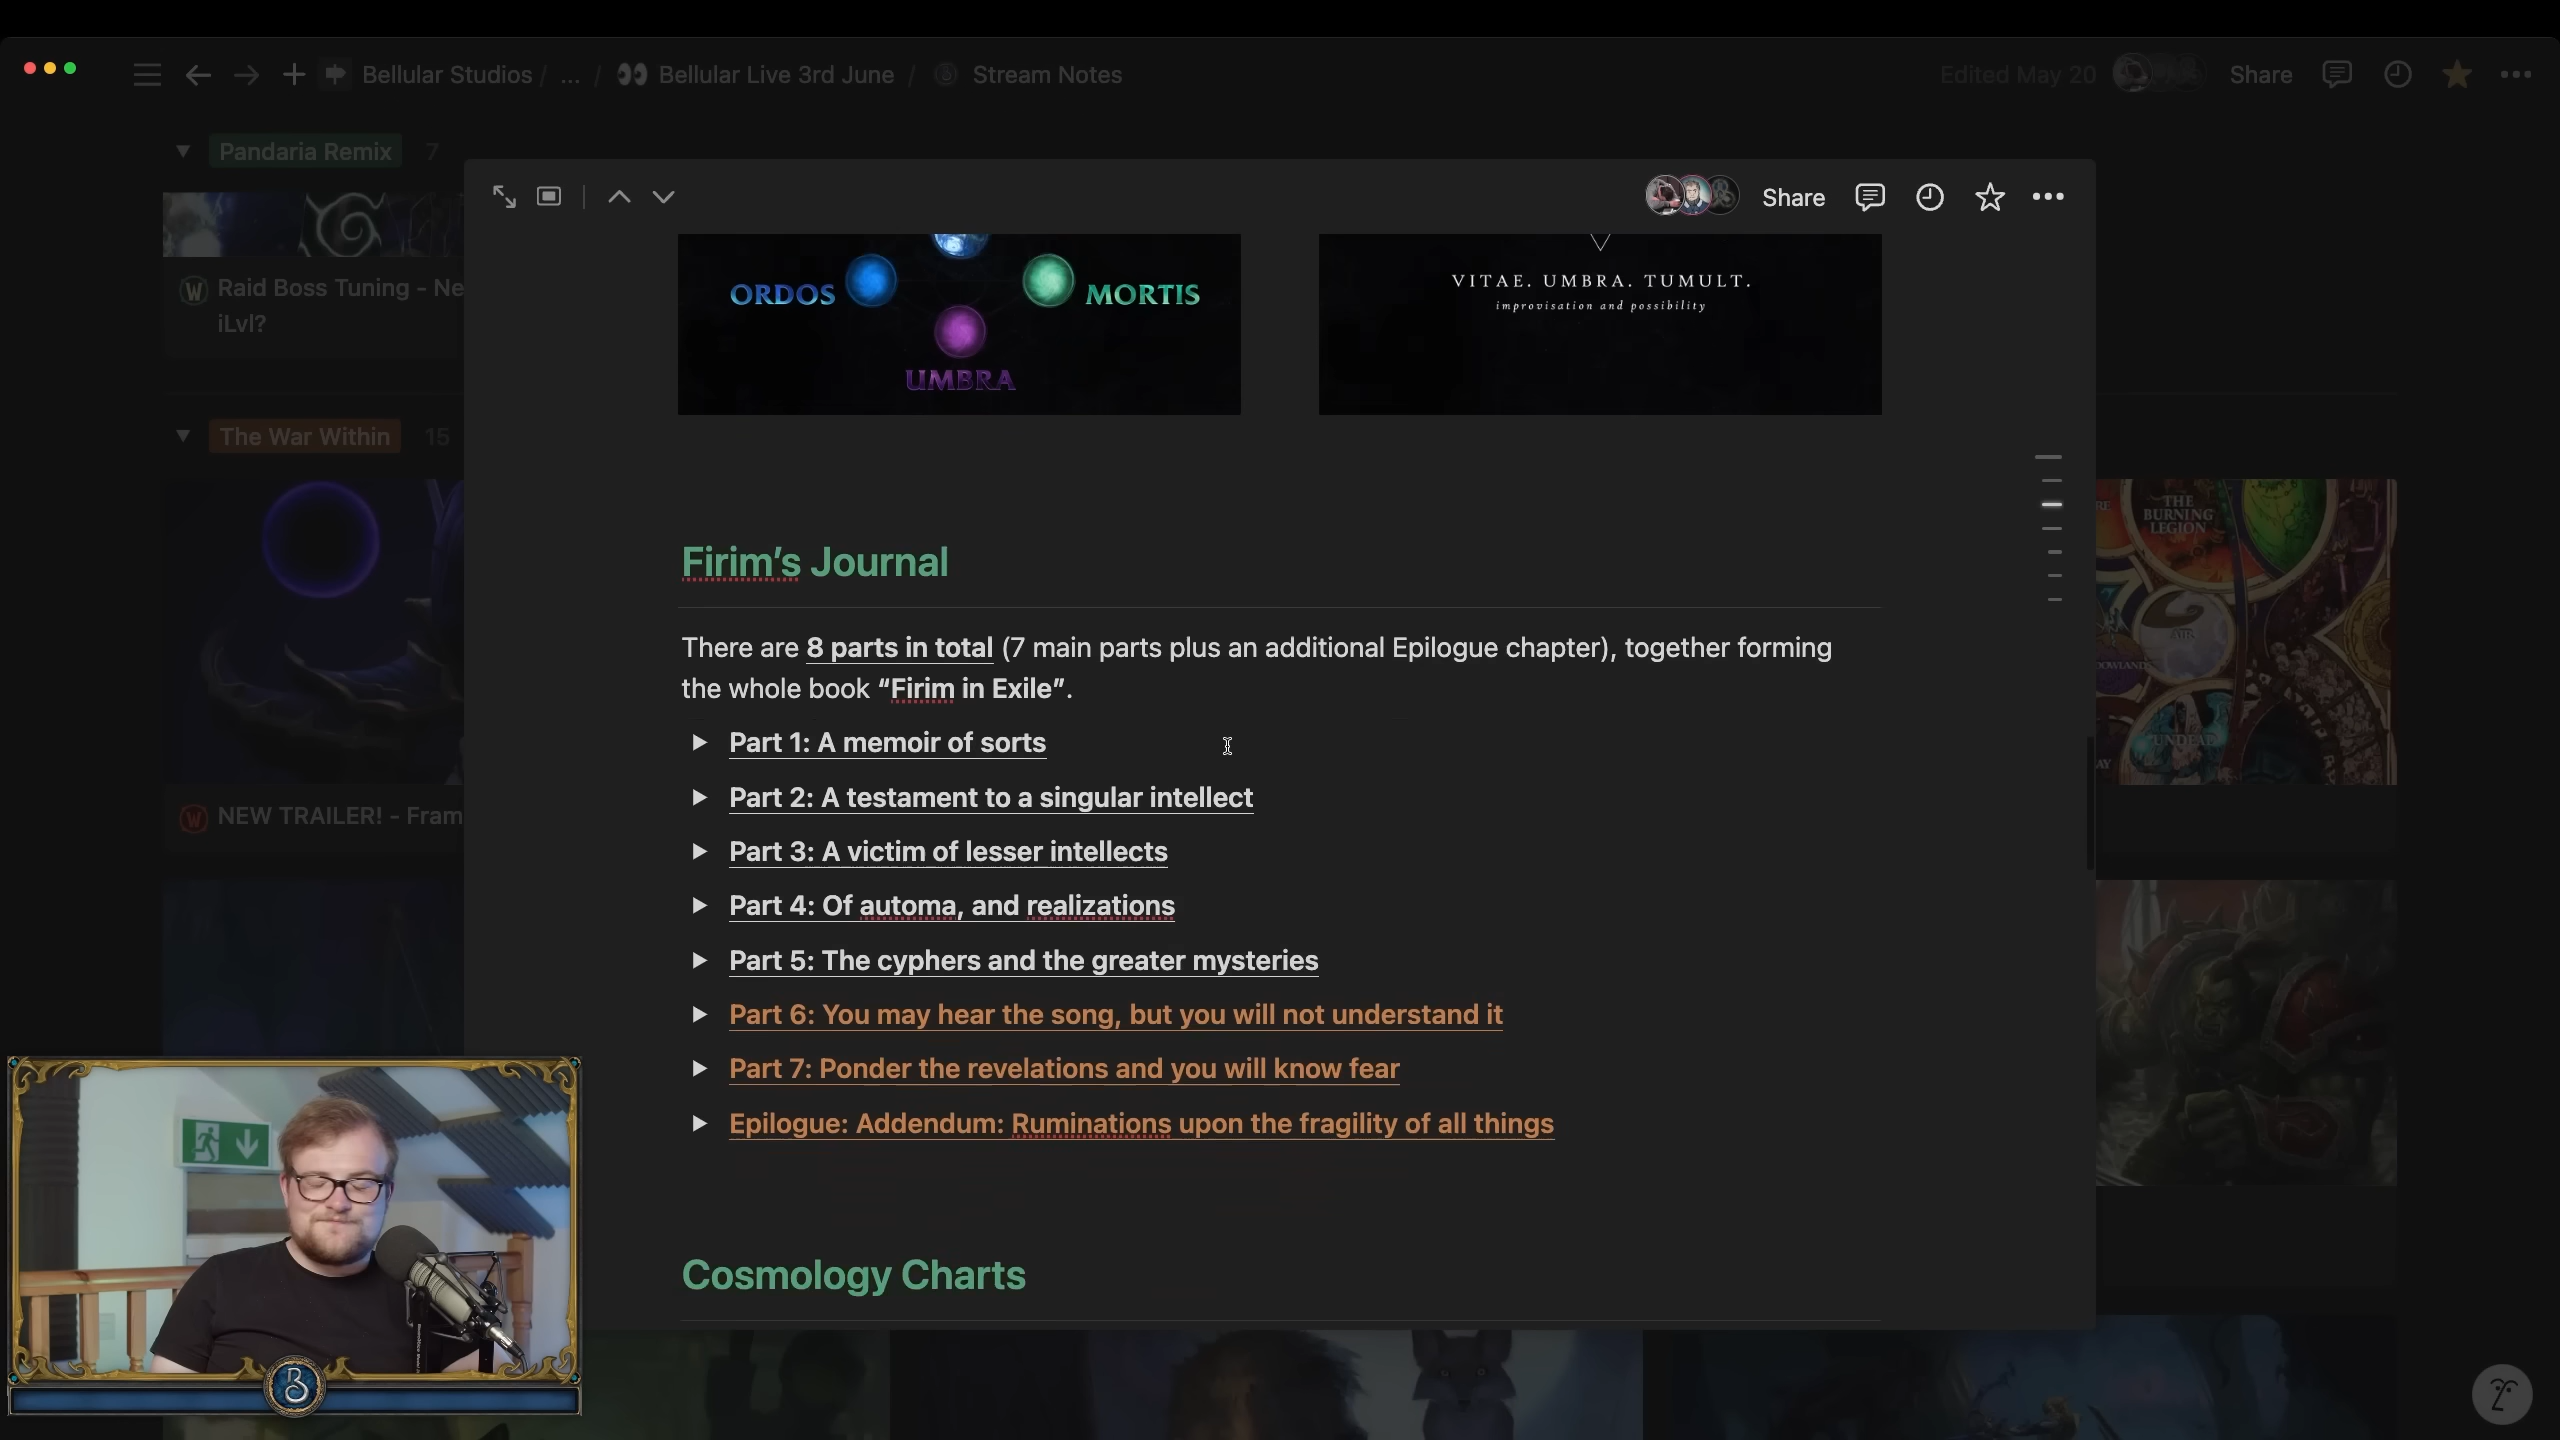 Bellular Studios / ... / 👀 Bellular Live 3rd June / Stream Notes
Edited May 20 Share
Pandaria Remix 7
Raid Boss Tuning - Ne
iLvl?
The War Within 15
NEW TRAILER! - Fram
Share
ORDOS MORTIS
UMBRA
VITAE. UMBRA. TUMULT.
improvisation and possibility
Firim’s Journal
There are 8 parts in total (7 main parts plus an additional Epilogue chapter), together forming
the whole book “Firim in Exile”.
Part 1: A memoir of sorts
Part 2: A testament to a singular intellect
Part 3: A victim of lesser intellects
Part 4: Of automa, and realizations
Part 5: The cyphers and the greater mysteries
Part 6: You may hear the song, but you will not understand it
Part 7: Ponder the revelations and you will know fear
Epilogue: Addendum: Ruminations upon the fragility of all things
Cosmology Charts
RE
THE
BURNING
LEGION
AIR
DOWLAND
UNDEAD
AY
B